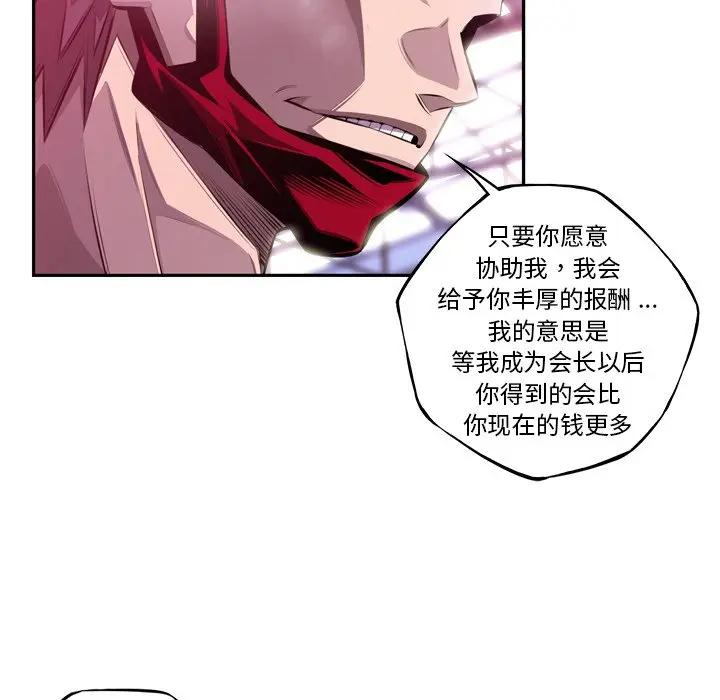 只要你愿意
协助我，我会
给予你丰厚的报酬 ...
我的意思是
等我成为会长以后
你得到的会比
你现在的钱更多